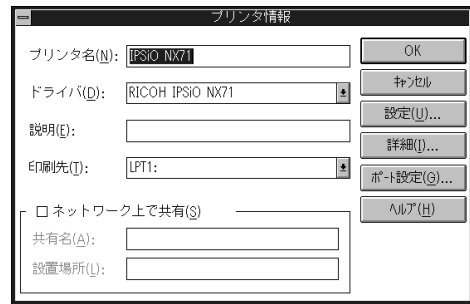 プリンタ情報
プリンタ名(N): IPSiO NX71
ドライバ(D): RICOH IPSiO NX71
説明(E):
印刷先(T): LPT1:
ネットワーク上で共有(S)
共有名(A):
設置場所(L):
OK
ｷｬﾝｾﾙ
設定(U)...
詳細(I)...
ﾎﾟｰﾄ設定(G)...
ﾍﾙﾌﾟ(H)